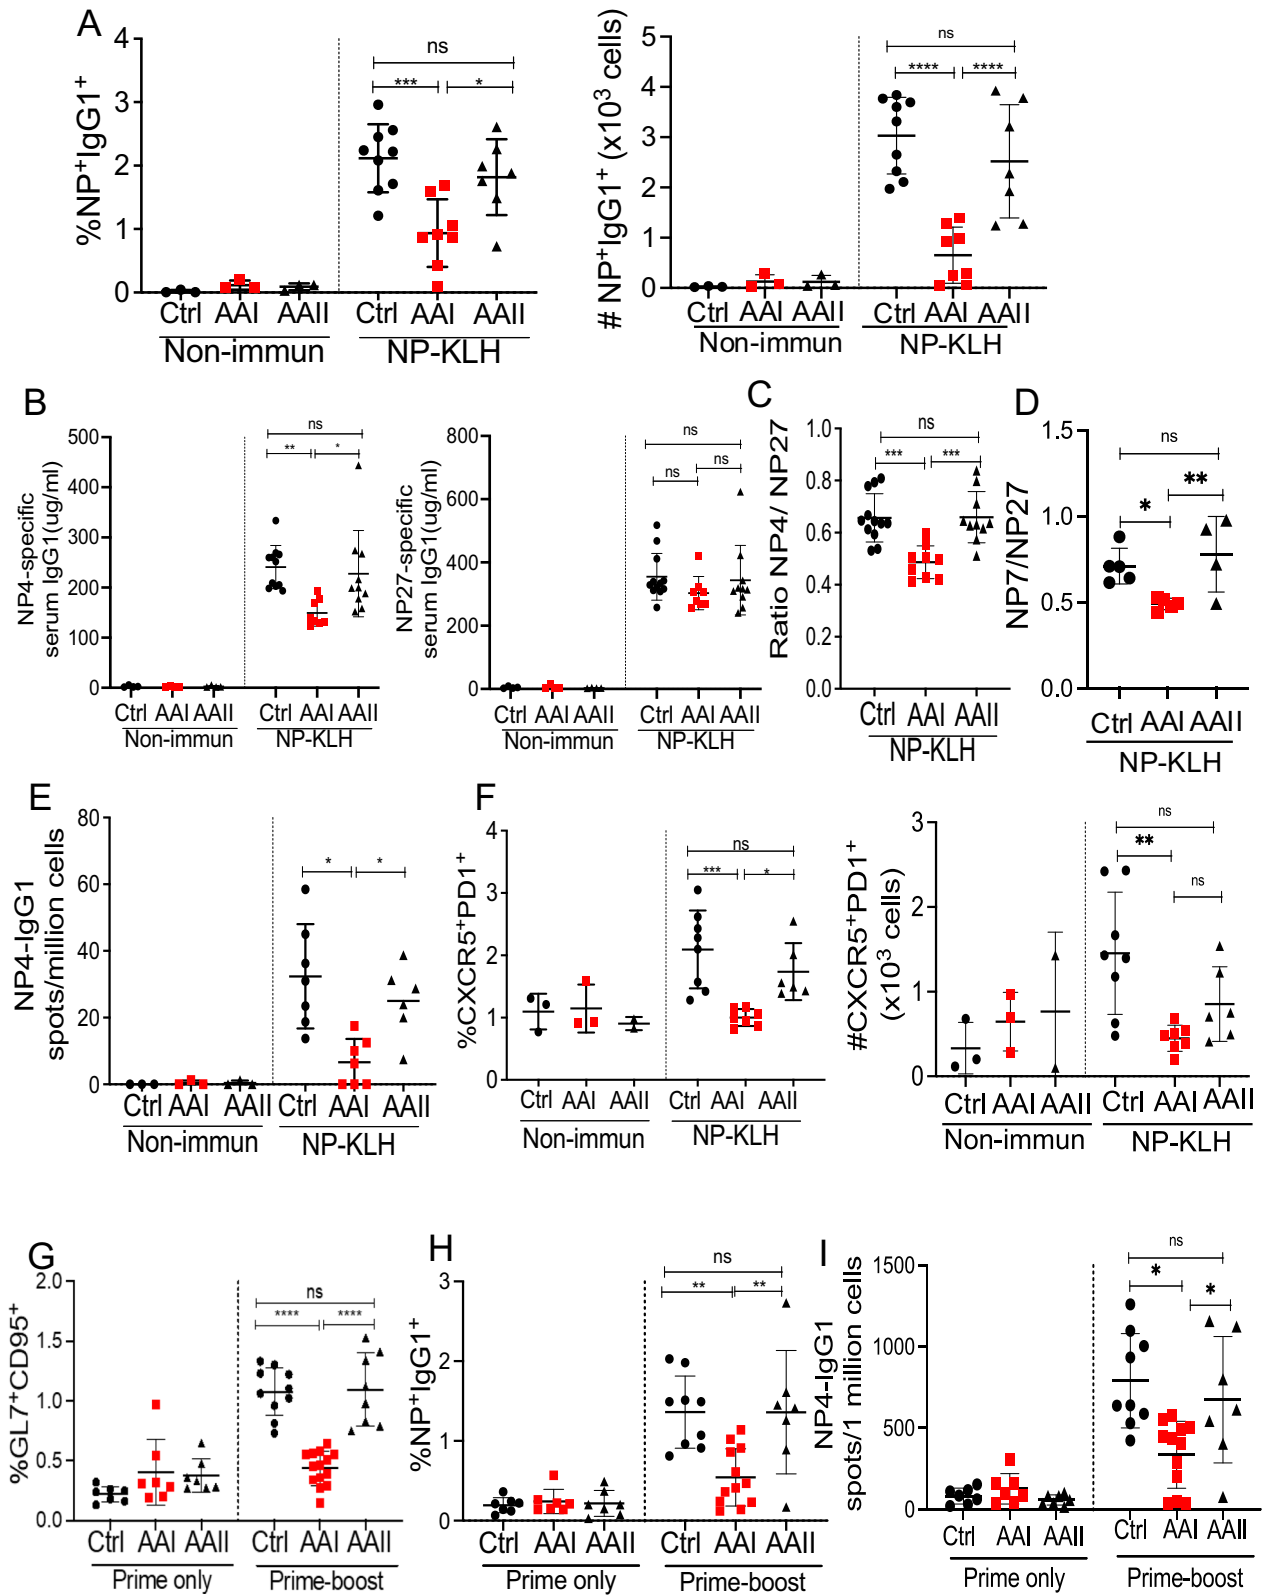 A
%NP+IgG1+
4
3
2
1
0
ns
***
*
Ctrl AAI AAII
Non-immun
Ctrl AAI AAII
NP-KLH
# NP+IgG1+ (x10³ cells)
5
4
3
2
1
0
ns
****
****
Ctrl AAI AAII
Non-immun
Ctrl AAI AAII
NP-KLH
B
NP4-specific
serum IgG1(ug/ml)
500
400
300
200
100
0
ns
**
*
Ctrl AAI AAII
Non-immun
Ctrl AAI AAII
NP-KLH
NP27-specific
serum IgG1(ug/ml)
800
600
400
200
0
ns
ns
ns
Ctrl AAI AAII
Non-immun
Ctrl AAI AAII
NP-KLH
C
Ratio NP4/ NP27
1.0
0.8
0.6
0.4
0.2
0.0
ns
***
***
Ctrl AAI AAII
NP-KLH
D
NP7/NP27
1.5
1.0
0.5
0.0
ns
*
**
Ctrl AAI AAII
NP-KLH
E
NP4-IgG1
spots/million cells
80
60
40
20
0
*
*
Ctrl AAI AAII
Non-immun
Ctrl AAI AAII
NP-KLH
F
%CXCR5+PD1+
4
3
2
1
0
ns
***
*
Ctrl AAI AAII
Non-immun
Ctrl AAI AAII
NP-KLH
#CXCR5+PD1+
(x10³ cells)
3
2
1
0
ns
**
ns
Ctrl AAI AAII
Non-immun
Ctrl AAI AAII
NP-KLH
G
%GL7+CD95+
2.0
1.5
1.0
0.5
0.0
ns
****
****
Ctrl AAI AAII
Prime only
Ctrl AAI AAII
Prime-boost
H
%NP+IgG1+
3
2
1
0
ns
**
**
Ctrl AAI AAII
Prime only
Ctrl AAI AAII
Prime-boost
I
NP4-IgG1
spots/1 million cells
1500
1000
500
0
ns
*
*
Ctrl AAI AAII
Prime only
Ctrl AAI AAII
Prime-boost